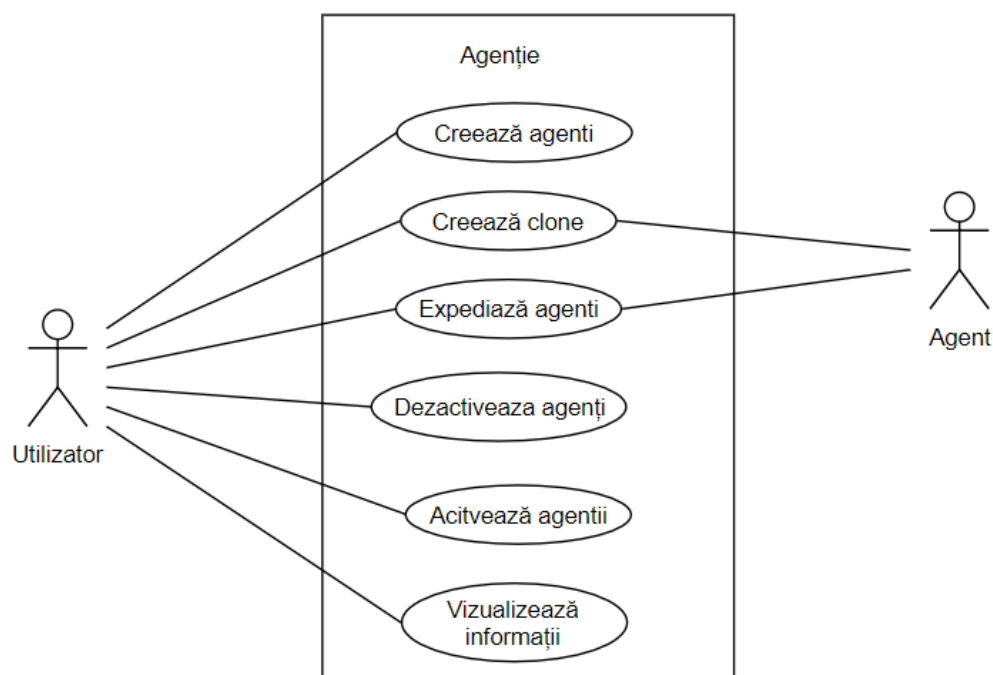 Agenție
Creează agenti
Creează clone
Expediază agenti
Agent
Dezactiveaza agenți
Utilizator
Acitvează agentii
Vizualizează
informații